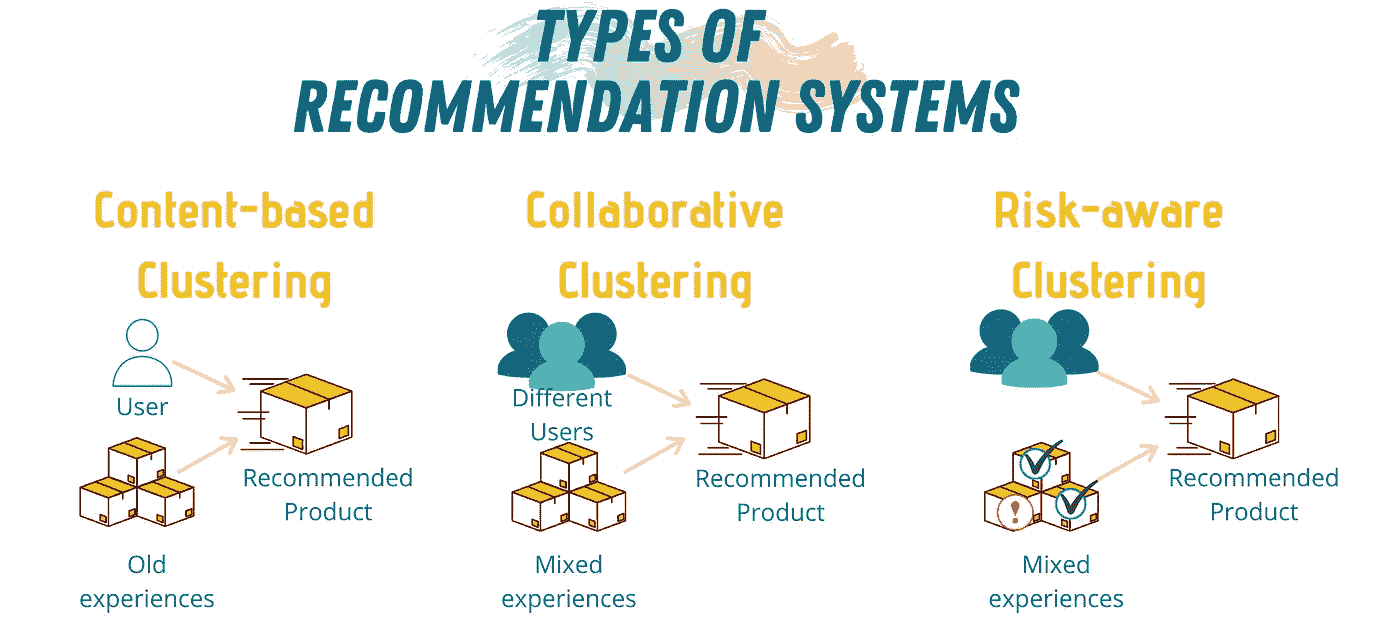 TYPES OF
RECOMMENDATION SYSTEMS
Content-based
Clustering
User
Recommended
Product
Old
experiences
Collaborative
Clustering
Different
Users
Recommended
Product
Mixed
experiences
Risk-aware
Clustering
Recommended
Product
Mixed
experiences